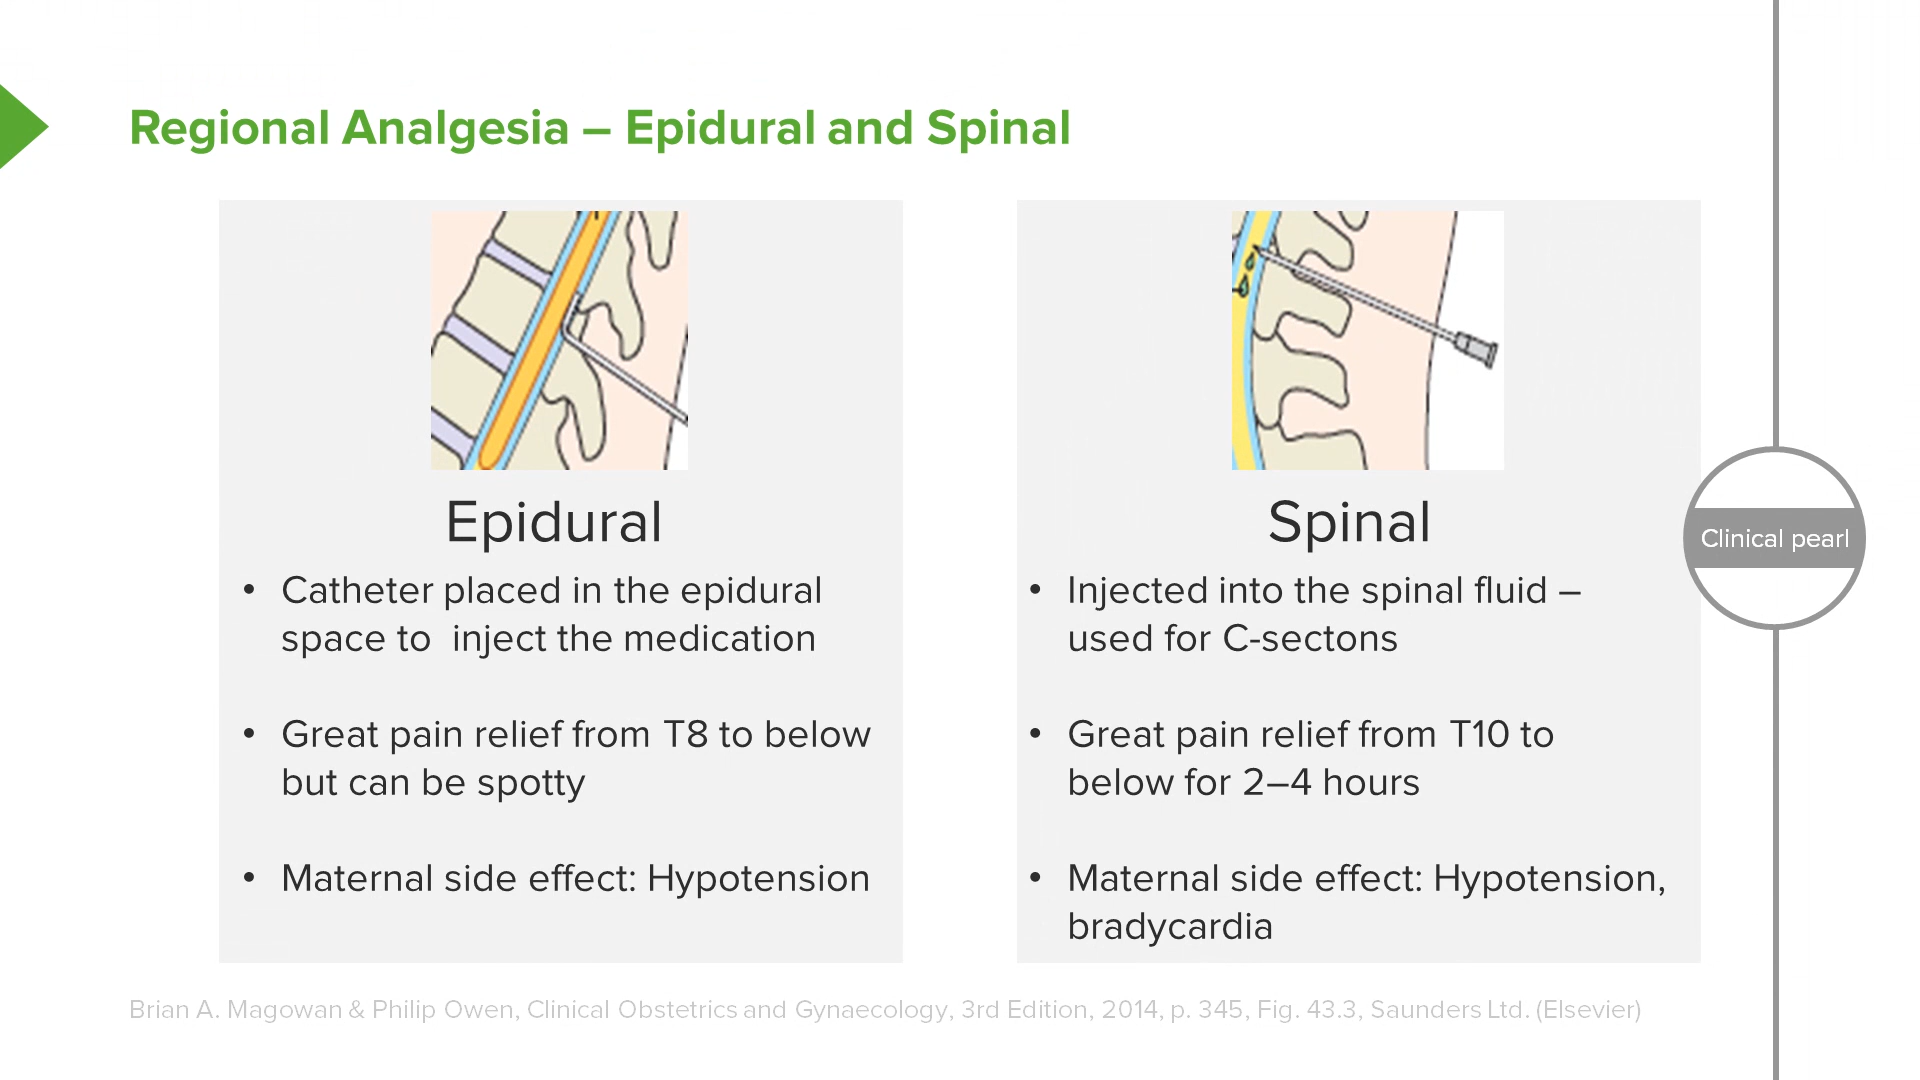 Regional Analgesia – Epidural and Spinal
Epidural
• Catheter placed in the epidural
space to  inject the medication
• Great pain relief from T8 to below
but can be spotty
• Maternal side effect: Hypotension
Spinal
• Injected into the spinal fluid –
used for C-sectons
• Great pain relief from T10 to
below for 2–4 hours
• Maternal side effect: Hypotension,
bradycardia
Clinical pearl
Brian A. Magowan & Philip Owen, Clinical Obstetrics and Gynaecology, 3rd Edition, 2014, p. 345, Fig. 43.3, Saunders Ltd. (Elsevier)